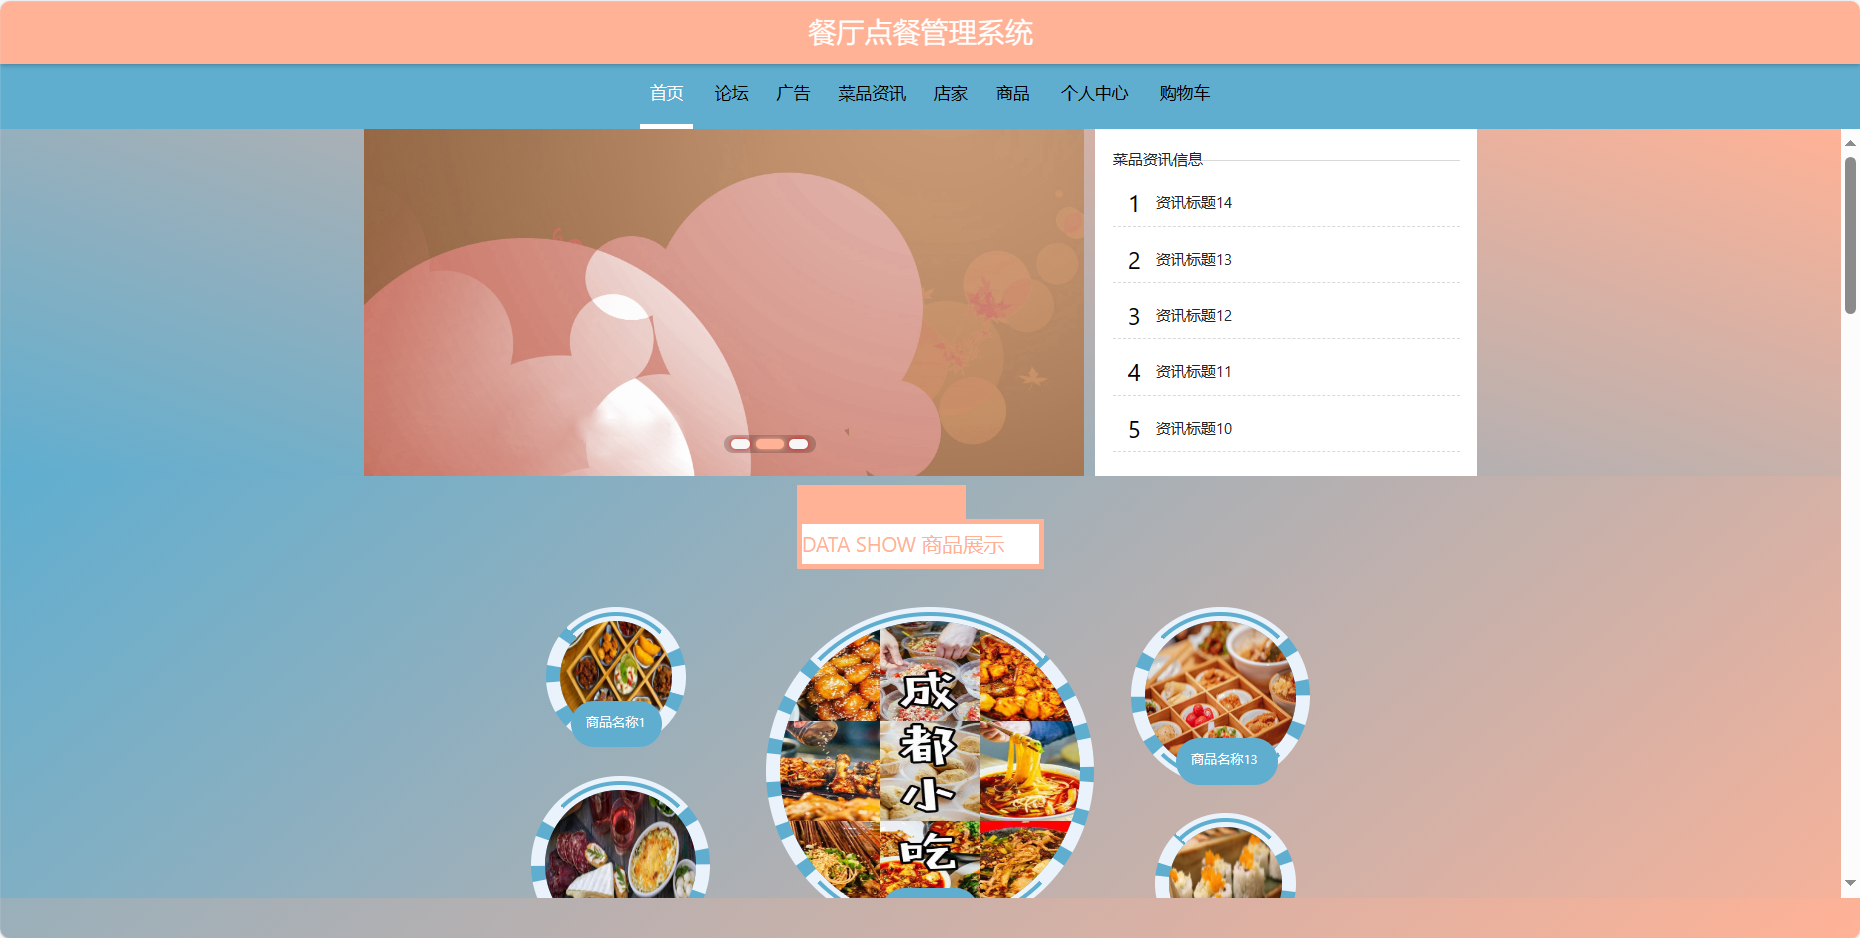 餐厅点餐管理系统
首页 论坛 广告 菜品资讯 店家 商品 个人中心 购物车
菜品资讯信息
1 资讯标题14
2 资讯标题13
3 资讯标题12
4 资讯标题11
5 资讯标题10
DATA SHOW 商品展示
商品名称1
成
都
小
吃
商品名称13